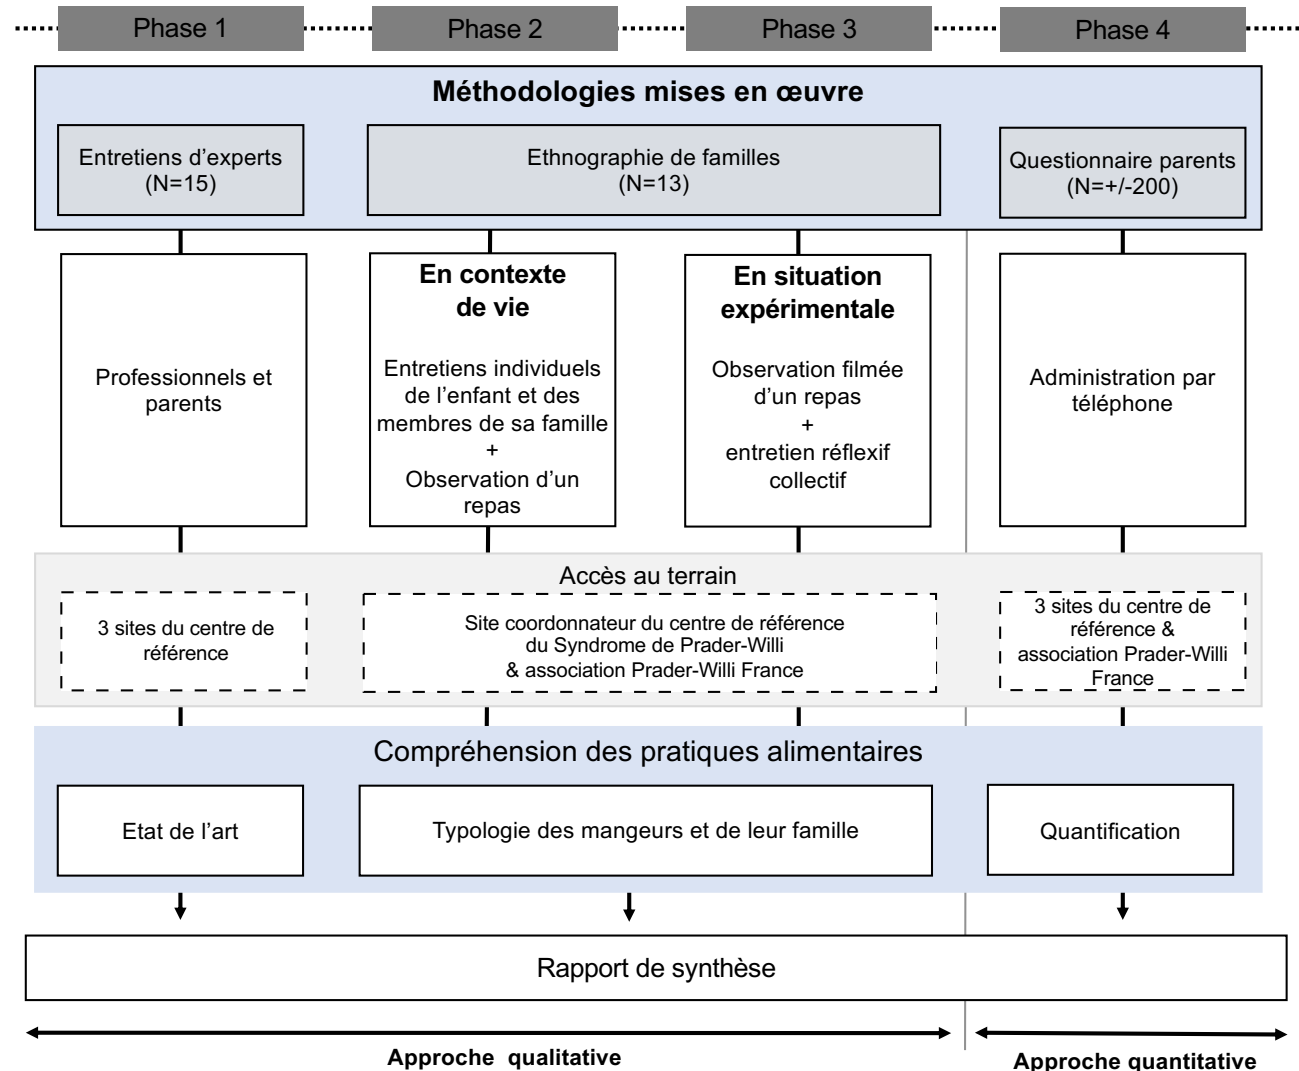 Phase 1
Phase 2
Phase 3
Phase 4
Méthodologies mises en œuvre
Entretiens d'experts
(N=15)
Ethnographie de familles
(N=13)
Questionnaire parents
(N=+/-200)
Professionnels et
parents
En contexte
de vie
Entretiens individuels
de l'enfant et des
membres de sa famille
+
Observation d'un
repas
En situation
expérimentale
Observation filmée
d'un repas
+
entretien réflexif
collectif
Administration par
téléphone
Accès au terrain
3 sites du centre de
référence
Site coordonnateur du centre de référence
du Syndrome de Prader-Willi
& association Prader-Willi France
3 sites du centre de
référence &
association Prader-Willi
France
Compréhension des pratiques alimentaires
Etat de l'art
Typologie des mangeurs et de leur famille
Quantification
Rapport de synthèse
Approche qualitative
Approche quantitative